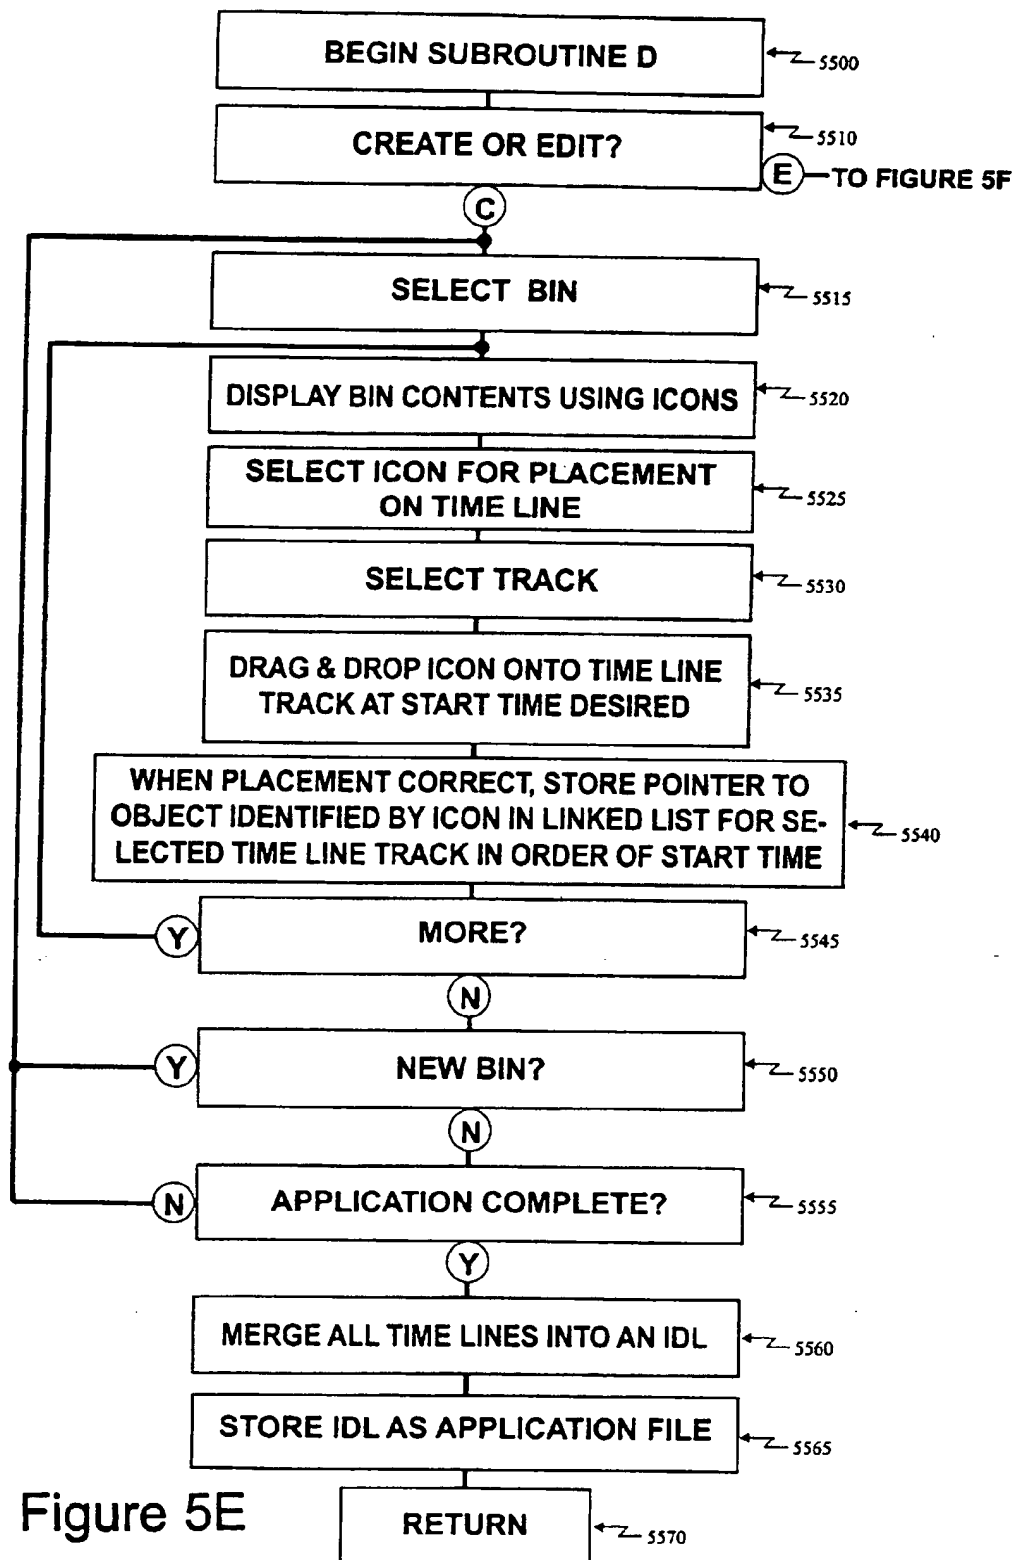 BEGIN SUBROUTINE D
5500
CREATE OR EDIT?
5510
E
TO FIGURE 5F
C
SELECT BIN
5515
DISPLAY BIN CONTENTS USING ICONS
5520
SELECT ICON FOR PLACEMENT
ON TIME LINE
5525
SELECT TRACK
5530
DRAG & DROP ICON ONTO TIME LINE
TRACK AT START TIME DESIRED
5535
WHEN PLACEMENT CORRECT, STORE POINTER TO
OBJECT IDENTIFIED BY ICON IN LINKED LIST FOR SE-
LECTED TIME LINE TRACK IN ORDER OF START TIME
5540
Y
MORE?
5545
N
Y
NEW BIN?
5550
N
N
APPLICATION COMPLETE?
5555
Y
MERGE ALL TIME LINES INTO AN IDL
5560
STORE IDL AS APPLICATION FILE
5565
RETURN
5570
Figure 5E